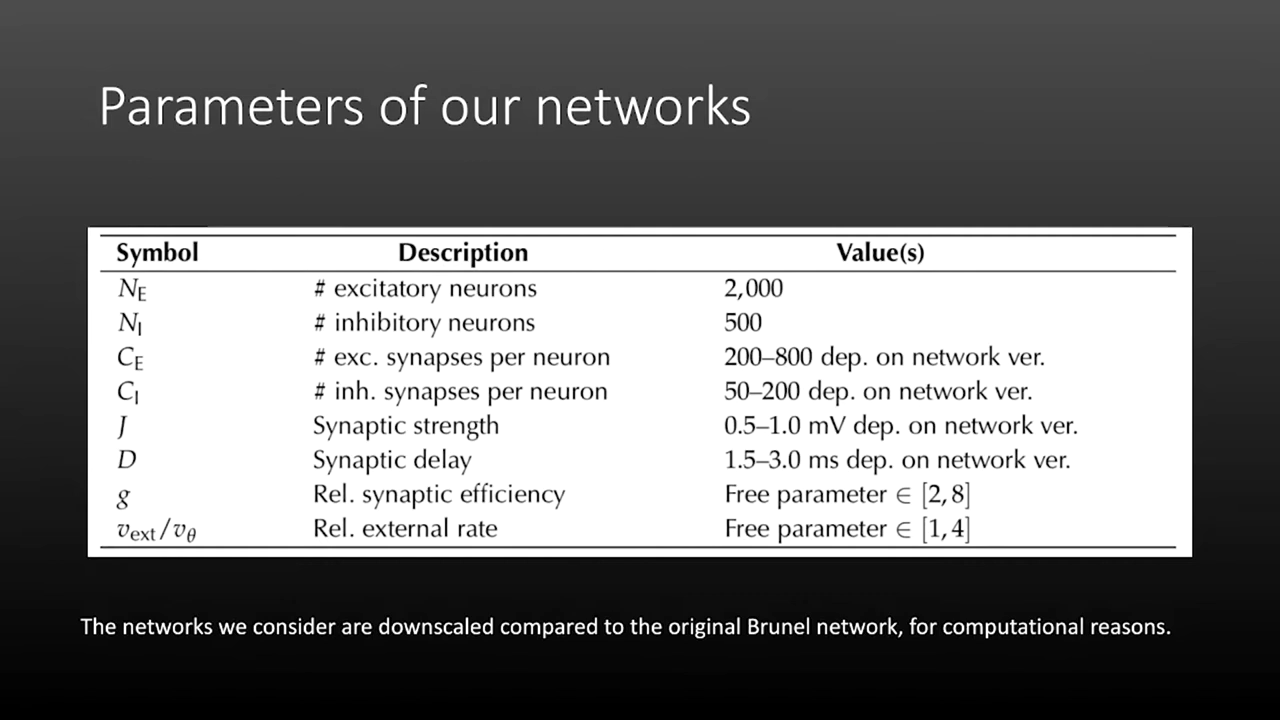 Parameters of our networks
Symbol Description Value(s)
N_E # excitatory neurons 2,000
N_I # inhibitory neurons 500
C_E # exc. synapses per neuron 200–800 dep. on network ver.
C_I # inh. synapses per neuron 50–200 dep. on network ver.
J Synaptic strength 0.5–1.0 mV dep. on network ver.
D Synaptic delay 1.5–3.0 ms dep. on network ver.
g Rel. synaptic efficiency Free parameter ∈ [2, 8]
v_ext/v_θ Rel. external rate Free parameter ∈ [1, 4]
The networks we consider are downscaled compared to the original Brunel network, for computational reasons.